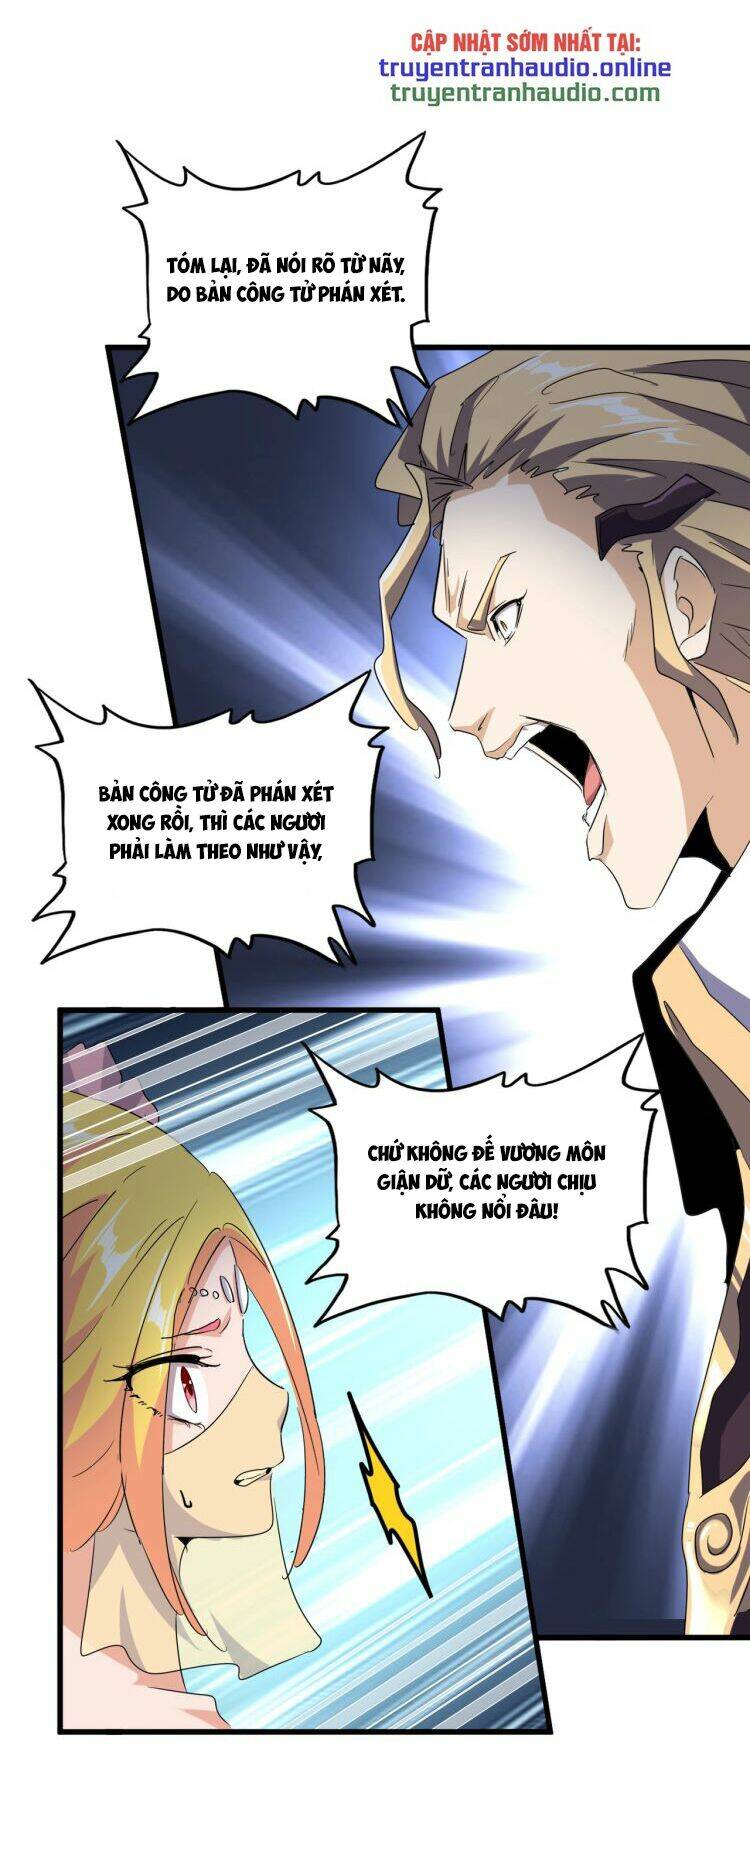 CẬP NHẬT SỚM NHẤT TẠI:
truyentranhaudio.online
truyentranhaudio.com
TÓM LẠI, ĐÃ NÓI RÕ TỪ NÃY,
DO BẢN CÔNG TỬ PHÁN XÉT.
BẢN CÔNG TỬ ĐÃ PHÁN XÉT
XONG RỒI, THÌ CÁC NGƯƠI
PHẢI LÀM THEO NHƯ VẬY,
CHỨ KHÔNG ĐẾ VƯƠNG MÔN
GIẬN DỮ, CÁC NGƯƠI CHỊU
KHÔNG NỔI ĐÂU!